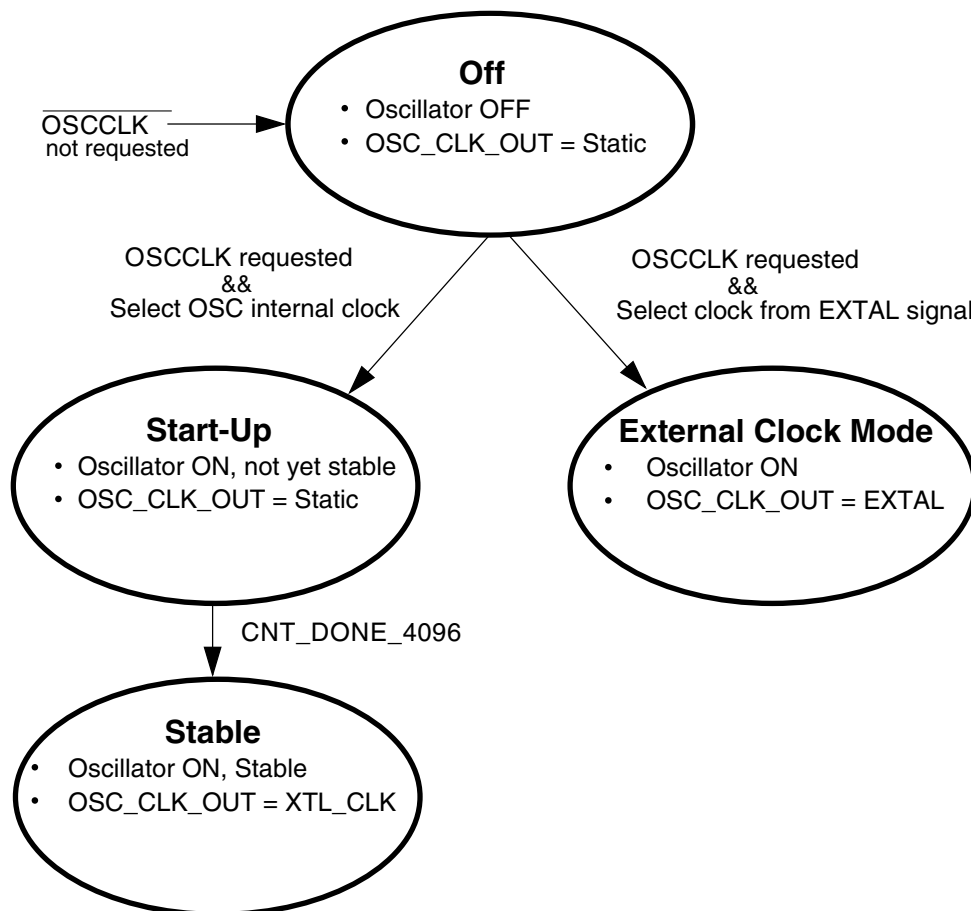 Off
• Oscillator OFF
• OSC_CLK_OUT = Static
OSCCLK
not requested
OSCCLK requested
&&
Select OSC internal clock
OSCCLK requested
&&
Select clock from EXTAL signal
Start-Up
• Oscillator ON, not yet stable
• OSC_CLK_OUT = Static
External Clock Mode
• Oscillator ON
• OSC_CLK_OUT = EXTAL
CNT_DONE_4096
Stable
• Oscillator ON, Stable
• OSC_CLK_OUT = XTL_CLK